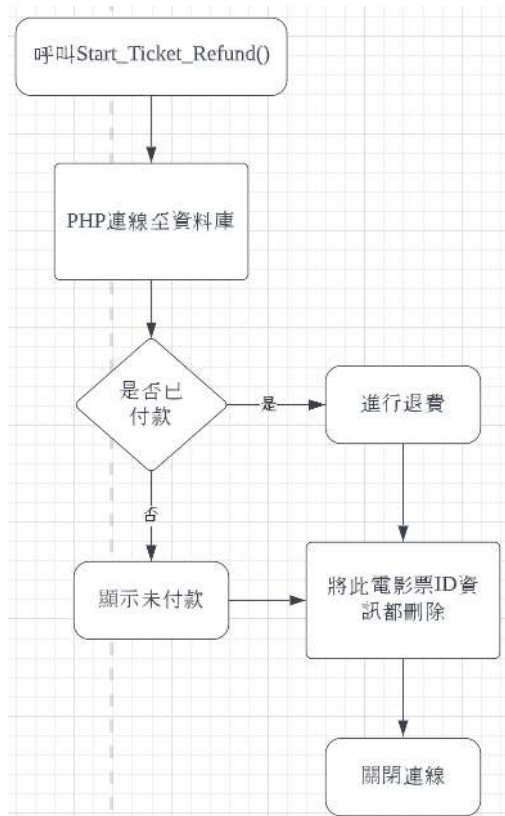 呼叫Start_Ticket_Refund()
PHP連線至資料庫
是否已
付款
是
進行退費
否
顯示未付款
將此電影票ID資
訊都刪除
關閉連線